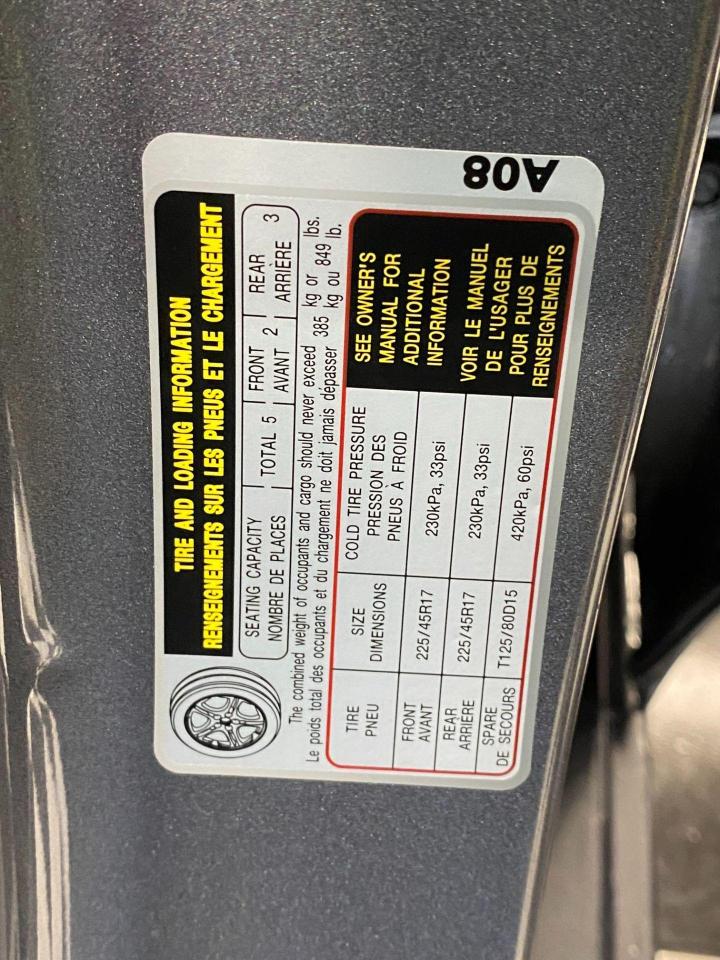 TIRE AND LOADING INFORMATION
RENSEIGNEMENTS SUR LES PNEUS ET LE CHARGEMENT
SEATING CAPACITY
NOMBRE DE PLACES
TOTAL 5
FRONT
AVANT 2
REAR
ARRIÈRE 3
The combined weight of occupants and cargo should never exceed 385 kg or lbs.
Le poids total des occupants et du chargement ne doit jamais dépasser kg ou 849 lb.
TIRE
PNEU
SIZE
DIMENSIONS
COLD TIRE PRESSURE
PRESSION DES
PNEUS À FROID
FRONT
AVANT
225/45R17
230kPa, 33psi
REAR
ARRIÈRE
225/45R17
230kPa, 33psi
SPARE
DE SECOURS
T125/80D15
420kPa, 60psi
SEE OWNER'S
MANUAL FOR
ADDITIONAL
INFORMATION
VOIR LE MANUEL
DE L'USAGER
POUR PLUS DE
RENSEIGNEMENTS
A08